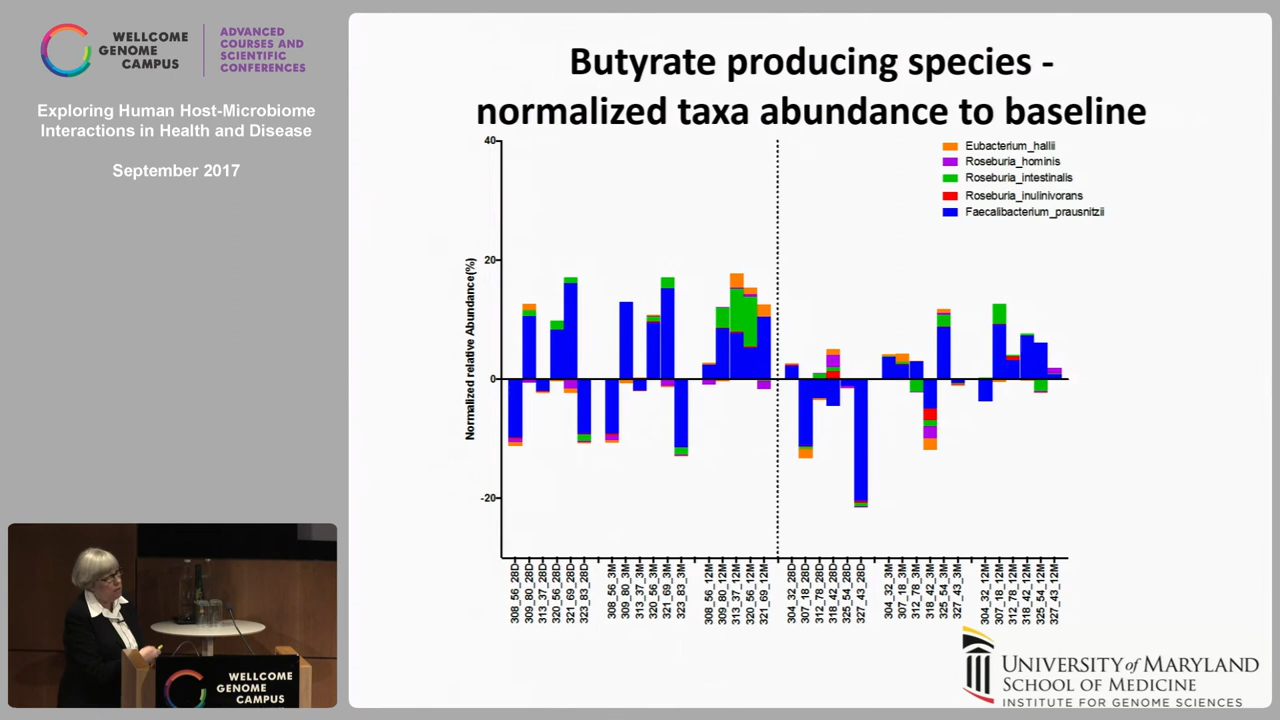 WELLCOME
GENOME
CAMPUS
ADVANCED
COURSES AND
SCIENTIFIC
CONFERENCES
Exploring Human Host-Microbiome
Interactions in Health and Disease
September 2017
Butyrate producing species -
normalized taxa abundance to baseline
Eubacterium_hallii
Roseburia_hominis
Roseburia_intestinalis
Roseburia_inulinivorans
Faecalibacterium_prausnitzii
Normalized relative Abundance(%)
40
20
0
-20
308_56_28D
309_80_28D
313_37_28D
320_56_28D
321_69_28D
323_83_28D
308_56_3M
309_80_3M
313_37_3M
320_56_3M
321_69_3M
323_83_3M
308_56_12M
309_80_12M
313_37_12M
320_56_12M
321_69_12M
304_32_28D
307_18_28D
312_78_28D
318_42_28D
325_54_28D
327_43_28D
304_32_3M
307_18_3M
312_78_3M
318_42_3M
325_54_3M
327_43_3M
304_32_12M
307_18_12M
312_78_12M
318_42_12M
325_54_12M
327_43_12M
WELLCOME
GENOME
CAMPUS
UNIVERSITY of MARYLAND
SCHOOL OF MEDICINE
INSTITUTE FOR GENOME SCIENCES